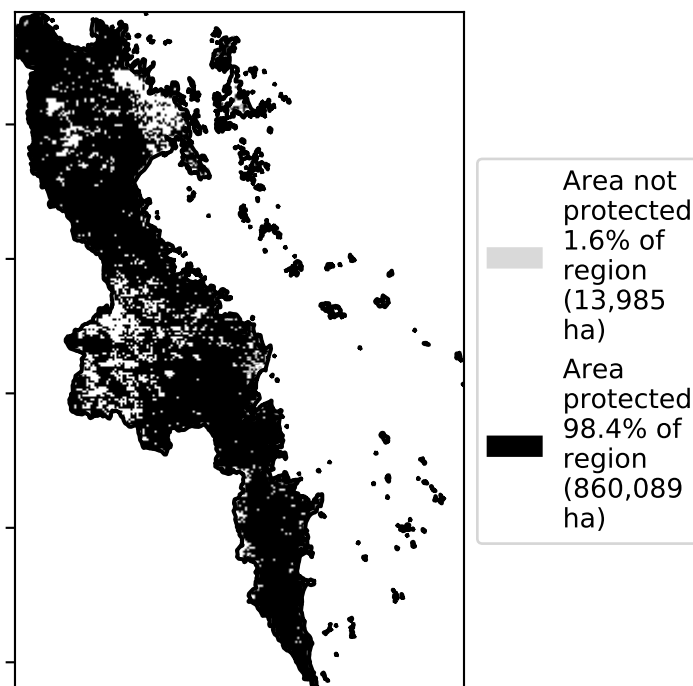 Area not
protected
1.6% of
region
(13,985
ha)
Area
protected
98.4% of
region
(860,089
ha)